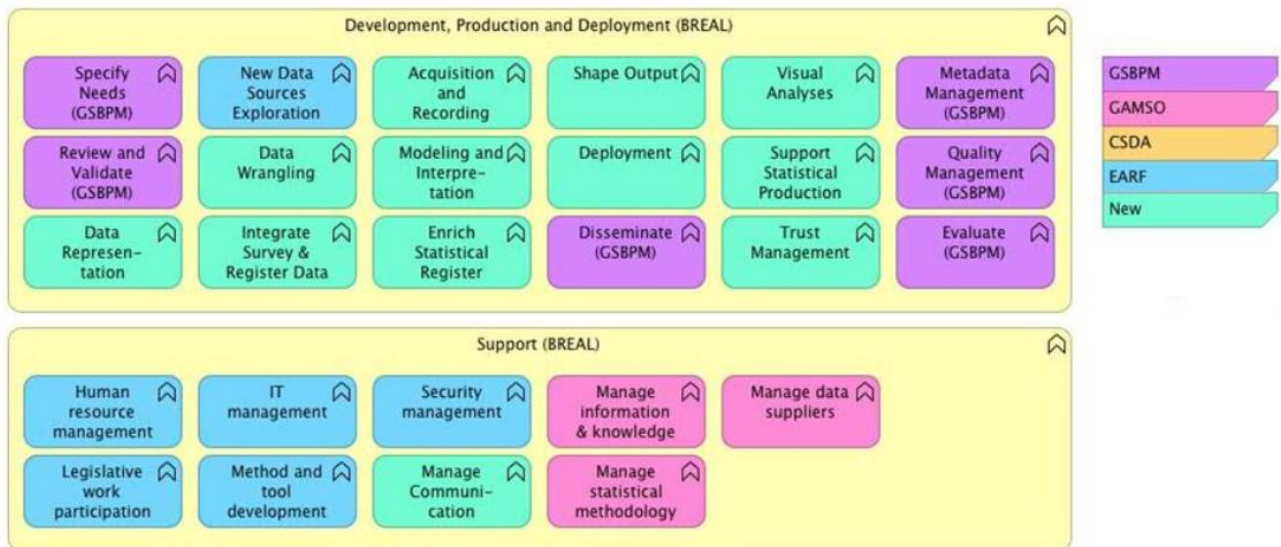 Development, Production and Deployment (BREAL)
Specify
Needs
(GSBPM)
New Data
Sources
Exploration
Acquisition
and
Recording
Shape Output
Visual
Analyses
Metadata
Management
(GSBPM)
Review and
Validate
(GSBPM)
Data
Wrangling
Modeling and
Interpre-
tation
Deployment
Support
Statistical
Production
Quality
Management
(GSBPM)
Data
Represen-
tation
Integrate
Survey &
Register Data
Enrich
Statistical
Register
Disseminate
(GSBPM)
Trust
Management
Evaluate
(GSBPM)
GSBPM
GAMSO
CSDA
EARF
New
Support (BREAL)
Human
resource
management
IT
management
Security
management
Manage
information
& knowledge
Manage data
suppliers
Legislative
work
participation
Method and
tool
development
Manage
Communi-
cation
Manage
statistical
methodology